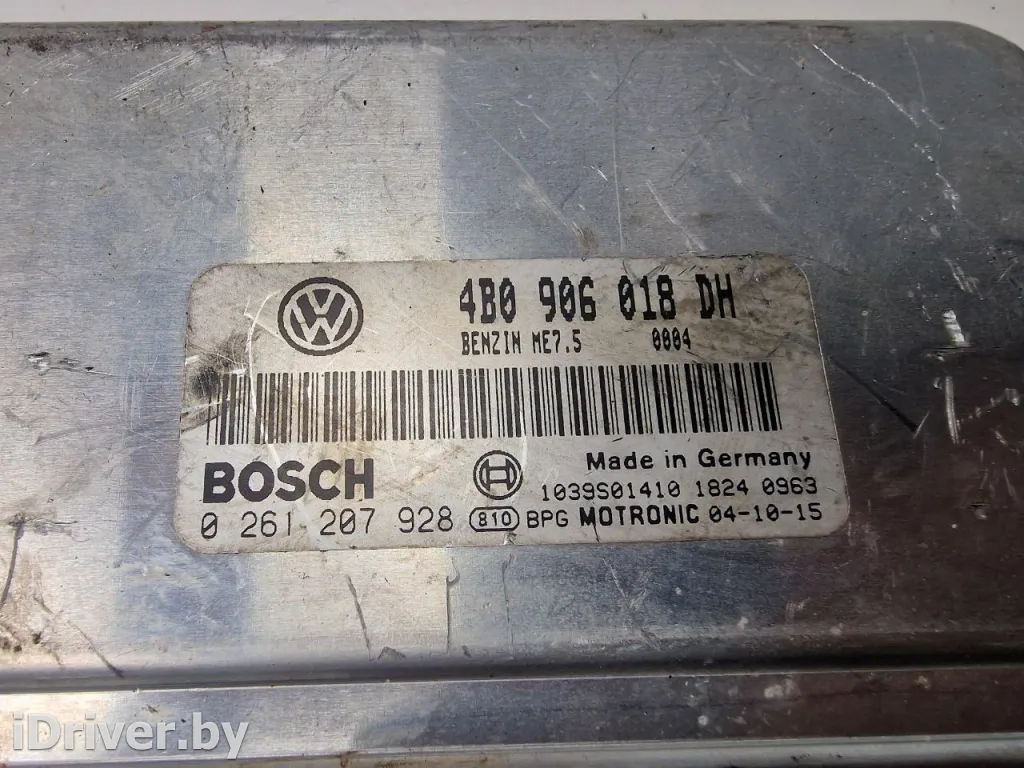 4B0 906 018 DH
BENZIN ME7.5 0004
BOSCH
Made in Germany
1039S01410 1824 0963
0 261 207 928 810 BPG MOTRONIC 04-10-15
iDriver.by